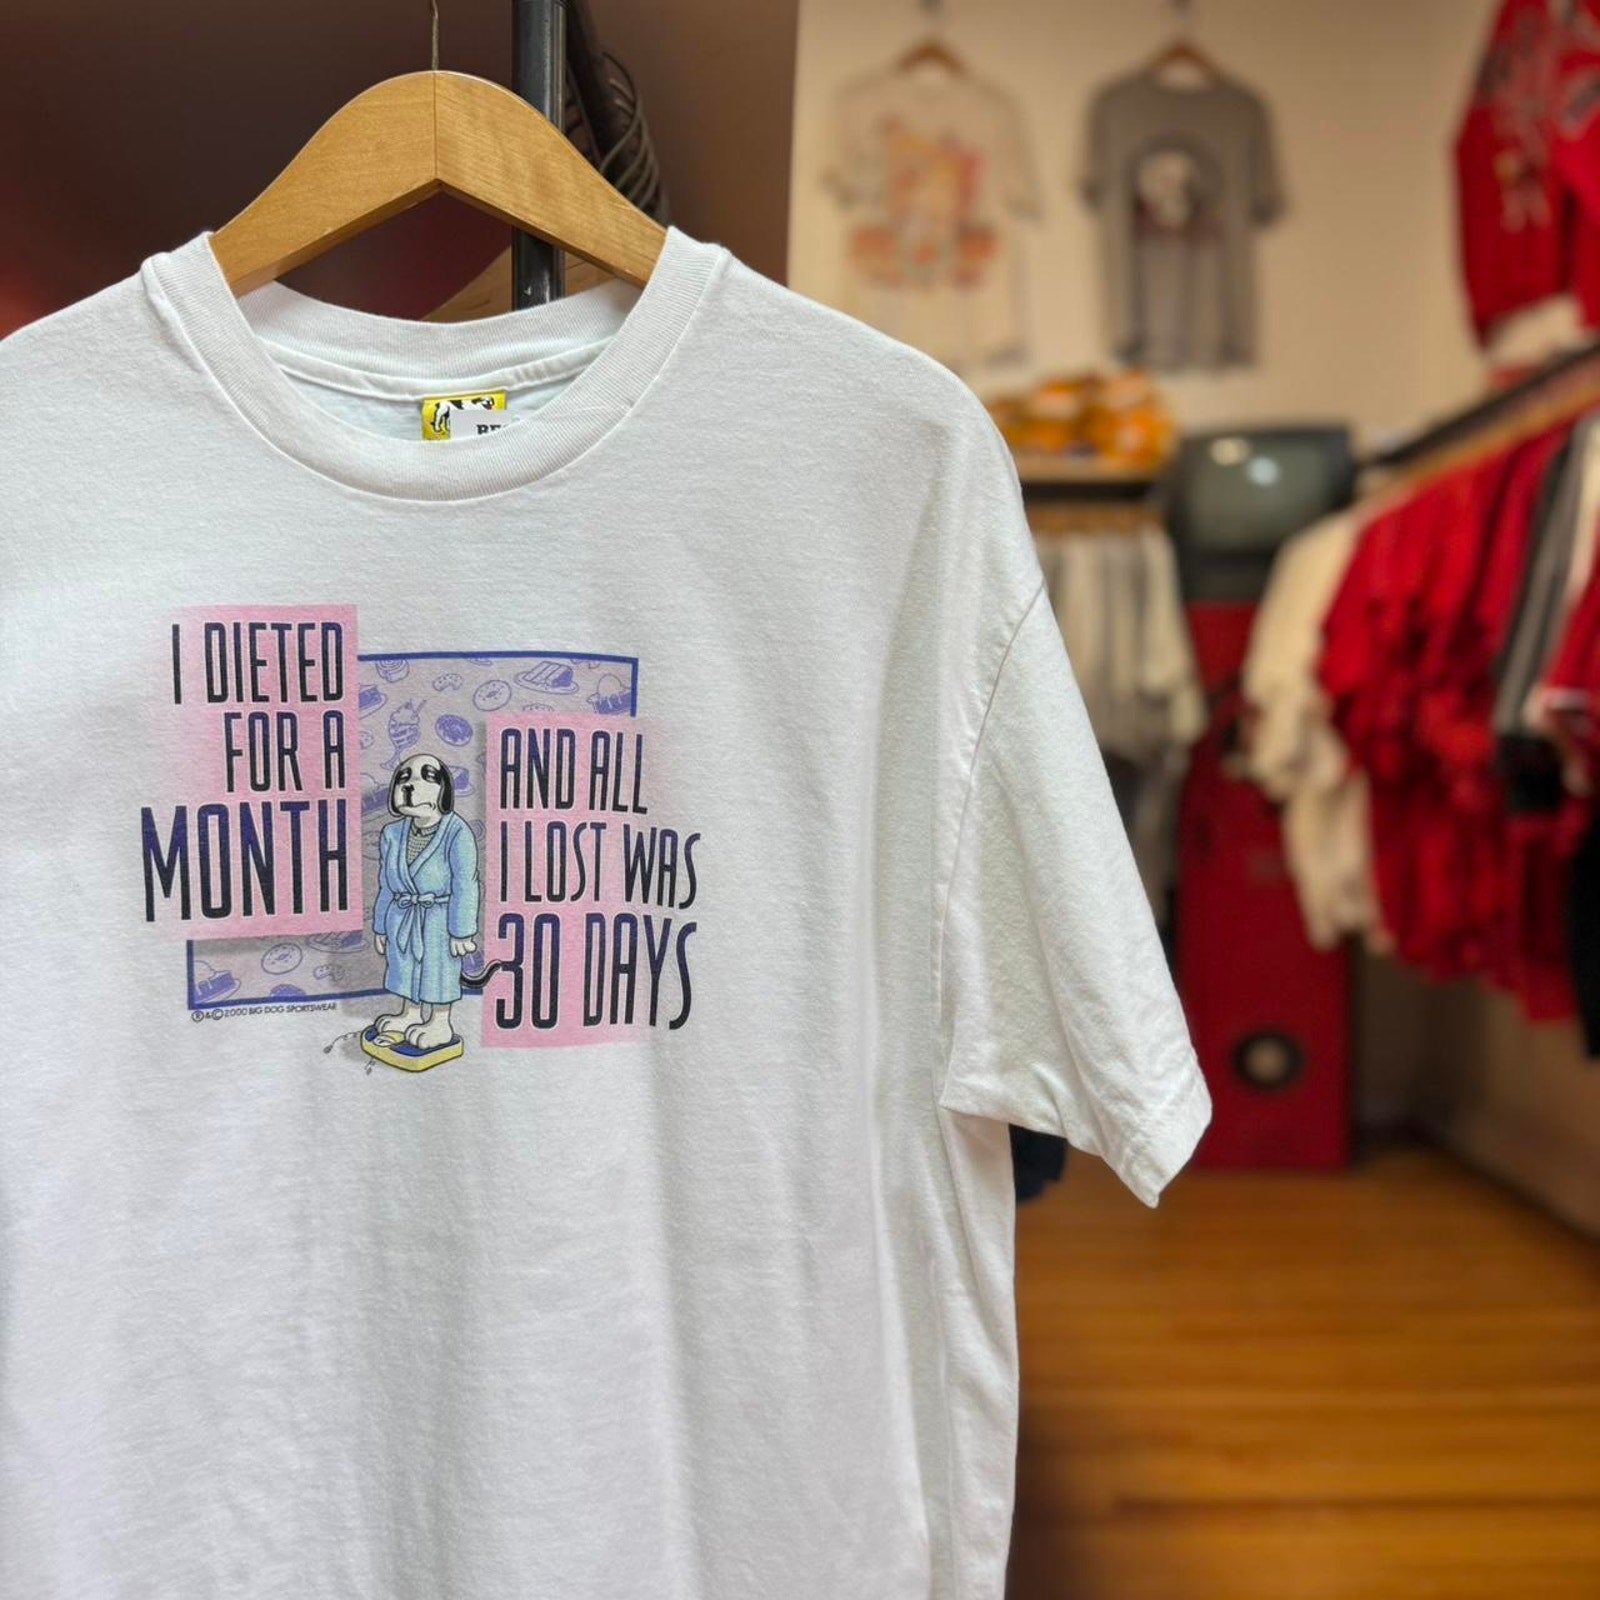 I DIETED
FOR A
MONTH
AND ALL
I LOST WAS
30 DAYS
®&©2000 BIG DOG SPORTSWEAR